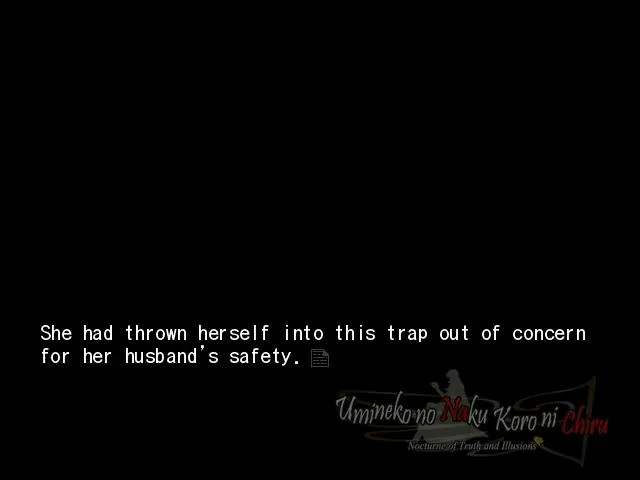 She had thrown herself into this trap out of concern
for her husband's safety.
Umineko no Naku Koro ni Chiru
Nocturne of Truth and Illusions